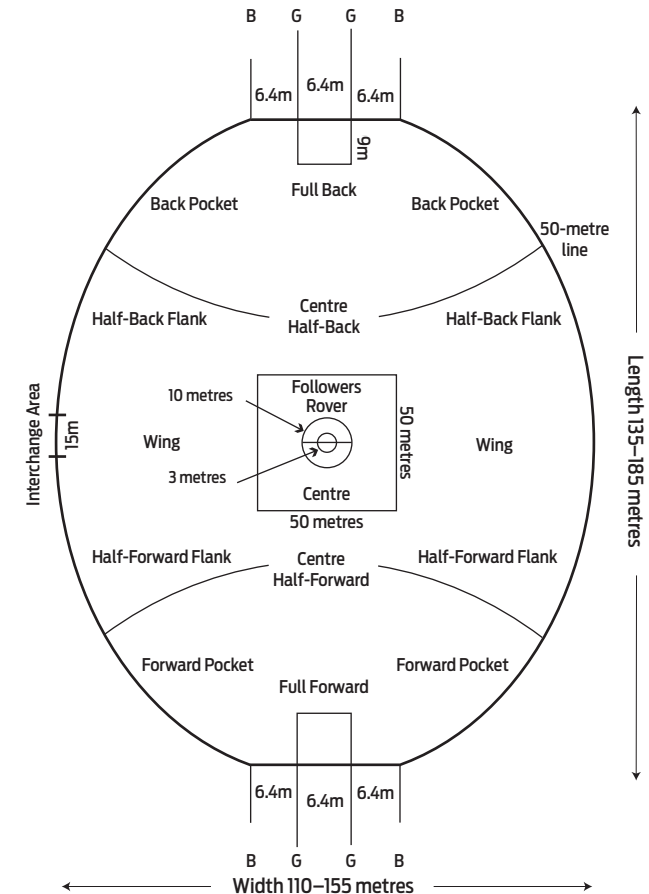 B G G B
6.4m 6.4m 6.4m
9m
Full Back
Back Pocket Back Pocket
50-metre
line
Centre
Half-Back
Half-Back Flank Half-Back Flank
Followers
Rover
10 metres
50 metres
Interchange Area
15m
Wing Wing
3 metres
Centre
50 metres
Length 135–185 metres
Half-Forward Flank Half-Forward Flank
Centre
Half-Forward
Forward Pocket Forward Pocket
Full Forward
6.4m 6.4m 6.4m
B G G B
Width 110–155 metres